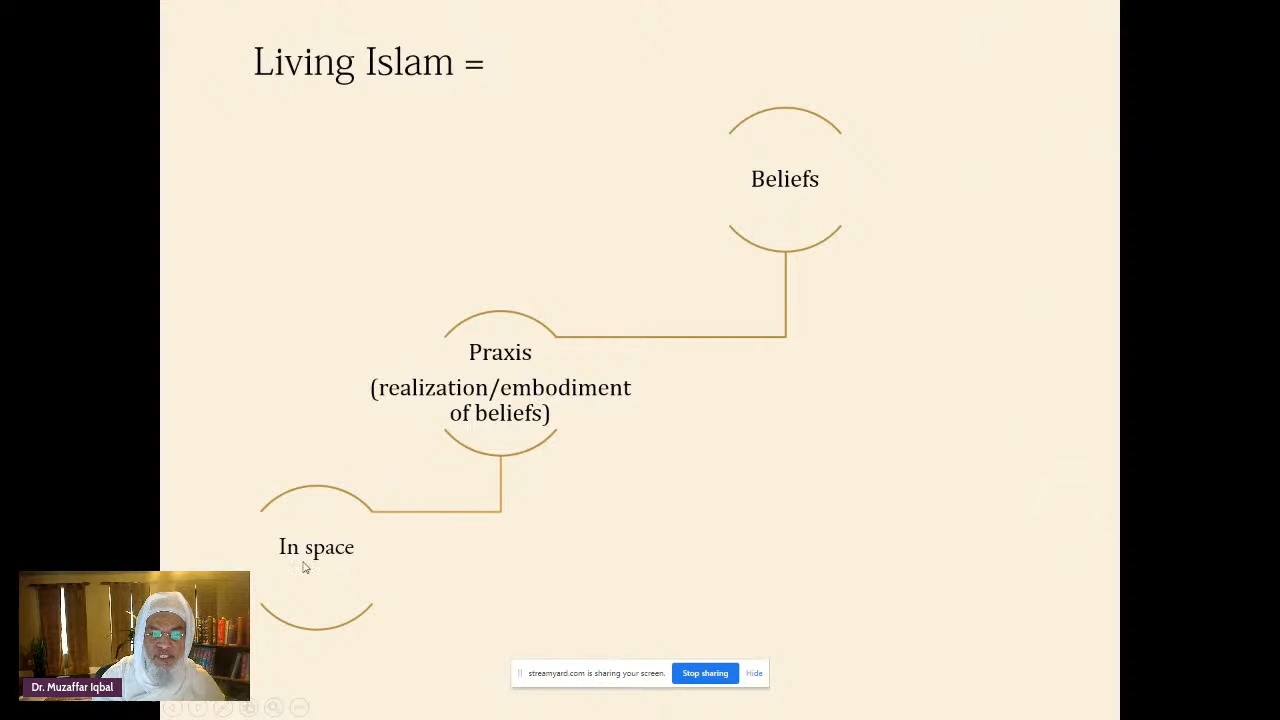 Living Islam =
Beliefs
Praxis
(realization/embodiment
of beliefs)
In space
Dr. Muzaffar Iqbal
streamyard.com is sharing your screen.
Stop sharing
Hide